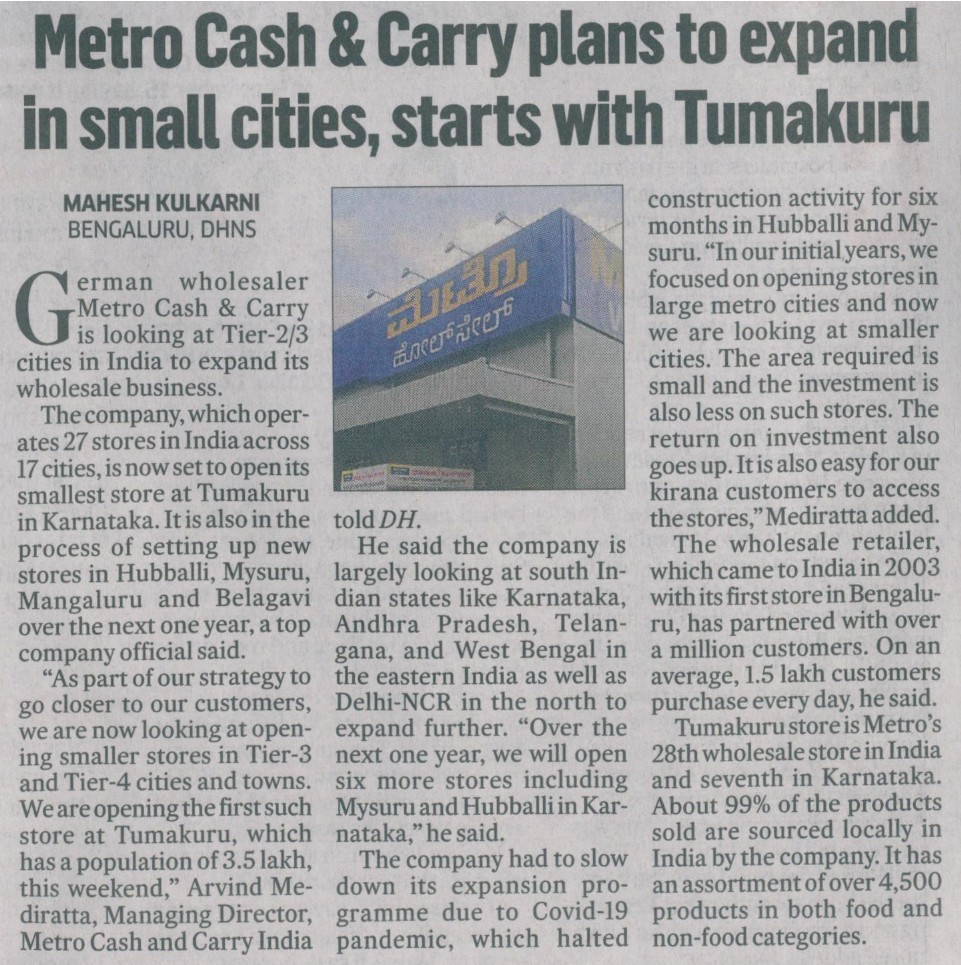 Metro Cash & Carry plans to expand
in small cities, starts with Tumakuru
MAHESH KULKARNI
BENGALURU, DHNS
German wholesaler
Metro Cash & Carry
is looking at Tier-2/3
cities in India to expand its
wholesale business.
The company, which oper-
ates 27 stores in India across
17 cities, is now set to open its
smallest store at Tumakuru
in Karnataka. It is also in the
process of setting up new
stores in Hubballi, Mysuru,
Mangaluru and Belagavi
over the next one year, a top
company official said.
“As part of our strategy to
go closer to our customers,
we are now looking at open-
ing smaller stores in Tier-3
and Tier-4 cities and towns.
We are opening the first such
store at Tumakuru, which
has a population of 3.5 lakh,
this weekend,” Arvind Me-
diratta, Managing Director,
Metro Cash and Carry India
ಮೆಟ್ರೊ
ಹೋಲ್‌ಸೇಲ್
told DH.
He said the company is
largely looking at south In-
dian states like Karnataka,
Andhra Pradesh, Telan-
gana, and West Bengal in
the eastern India as well as
Delhi-NCR in the north to
expand further. “Over the
next one year, we will open
six more stores including
Mysuru and Hubballi in Kar-
nataka,” he said.
The company had to slow
down its expansion pro-
gramme due to Covid-19
pandemic, which halted
construction activity for six
months in Hubballi and My-
suru. “In our initial years, we
focused on opening stores in
large metro cities and now
we are looking at smaller
cities. The area required is
small and the investment is
also less on such stores. The
return on investment also
goes up. It is also easy for our
kirana customers to access
the stores,” Mediratta added.
The wholesale retailer,
which came to India in 2003
with its first store in Bengalu-
ru, has partnered with over
a million customers. On an
average, 1.5 lakh customers
purchase every day, he said.
Tumakuru store is Metro’s
28th wholesale store in India
and seventh in Karnataka.
About 99% of the products
sold are sourced locally in
India by the company. It has
an assortment of over 4,500
products in both food and
non-food categories.